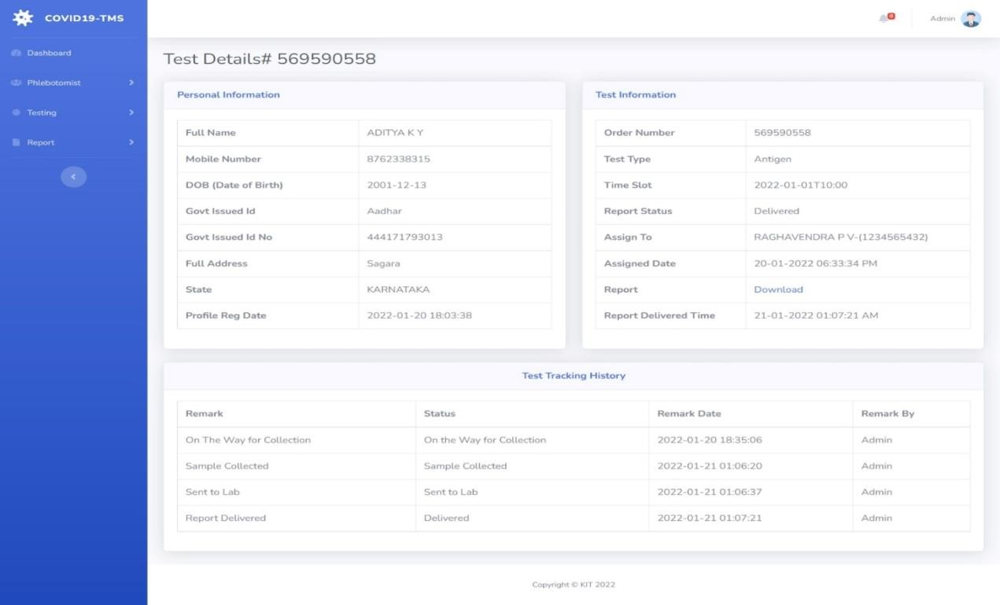 COVID19-TMS
Dashboard
Phlebotomist
Testing
Report
0
Admin
Test Details# 569590558
Personal Information
Full Name ADITYA K Y
Mobile Number 8762338315
DOB (Date of Birth) 2001-12-13
Govt Issued Id Aadhar
Govt Issued Id No 444171793013
Full Address Sagara
State KARNATAKA
Profile Reg Date 2022-01-20 18:03:38
Test Information
Order Number 569590558
Test Type Antigen
Time Slot 2022-01-01T10:00
Report Status Delivered
Assign To RAGHAVENDRA P V-(1234565432)
Assigned Date 20-01-2022 06:33:34 PM
Report Download
Report Delivered Time 21-01-2022 01:07:21 AM
Test Tracking History
Remark Status Remark Date Remark By
On The Way for Collection On the Way for Collection 2022-01-20 18:35:06 Admin
Sample Collected Sample Collected 2022-01-21 01:06:20 Admin
Sent to Lab Sent to Lab 2022-01-21 01:06:37 Admin
Report Delivered Delivered 2022-01-21 01:07:21 Admin
Copyright © KIT 2022